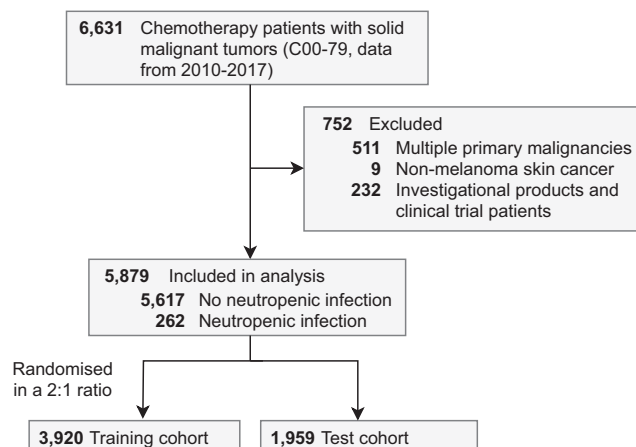 6,631 Chemotherapy patients with solid
malignant tumors (C00-79, data
from 2010-2017)
752 Excluded
511 Multiple primary malignancies
9 Non-melanoma skin cancer
232 Investigational products and
clinical trial patients
5,879 Included in analysis
5,617 No neutropenic infection
262 Neutropenic infection
Randomised
in a 2:1 ratio
3,920 Training cohort
1,959 Test cohort